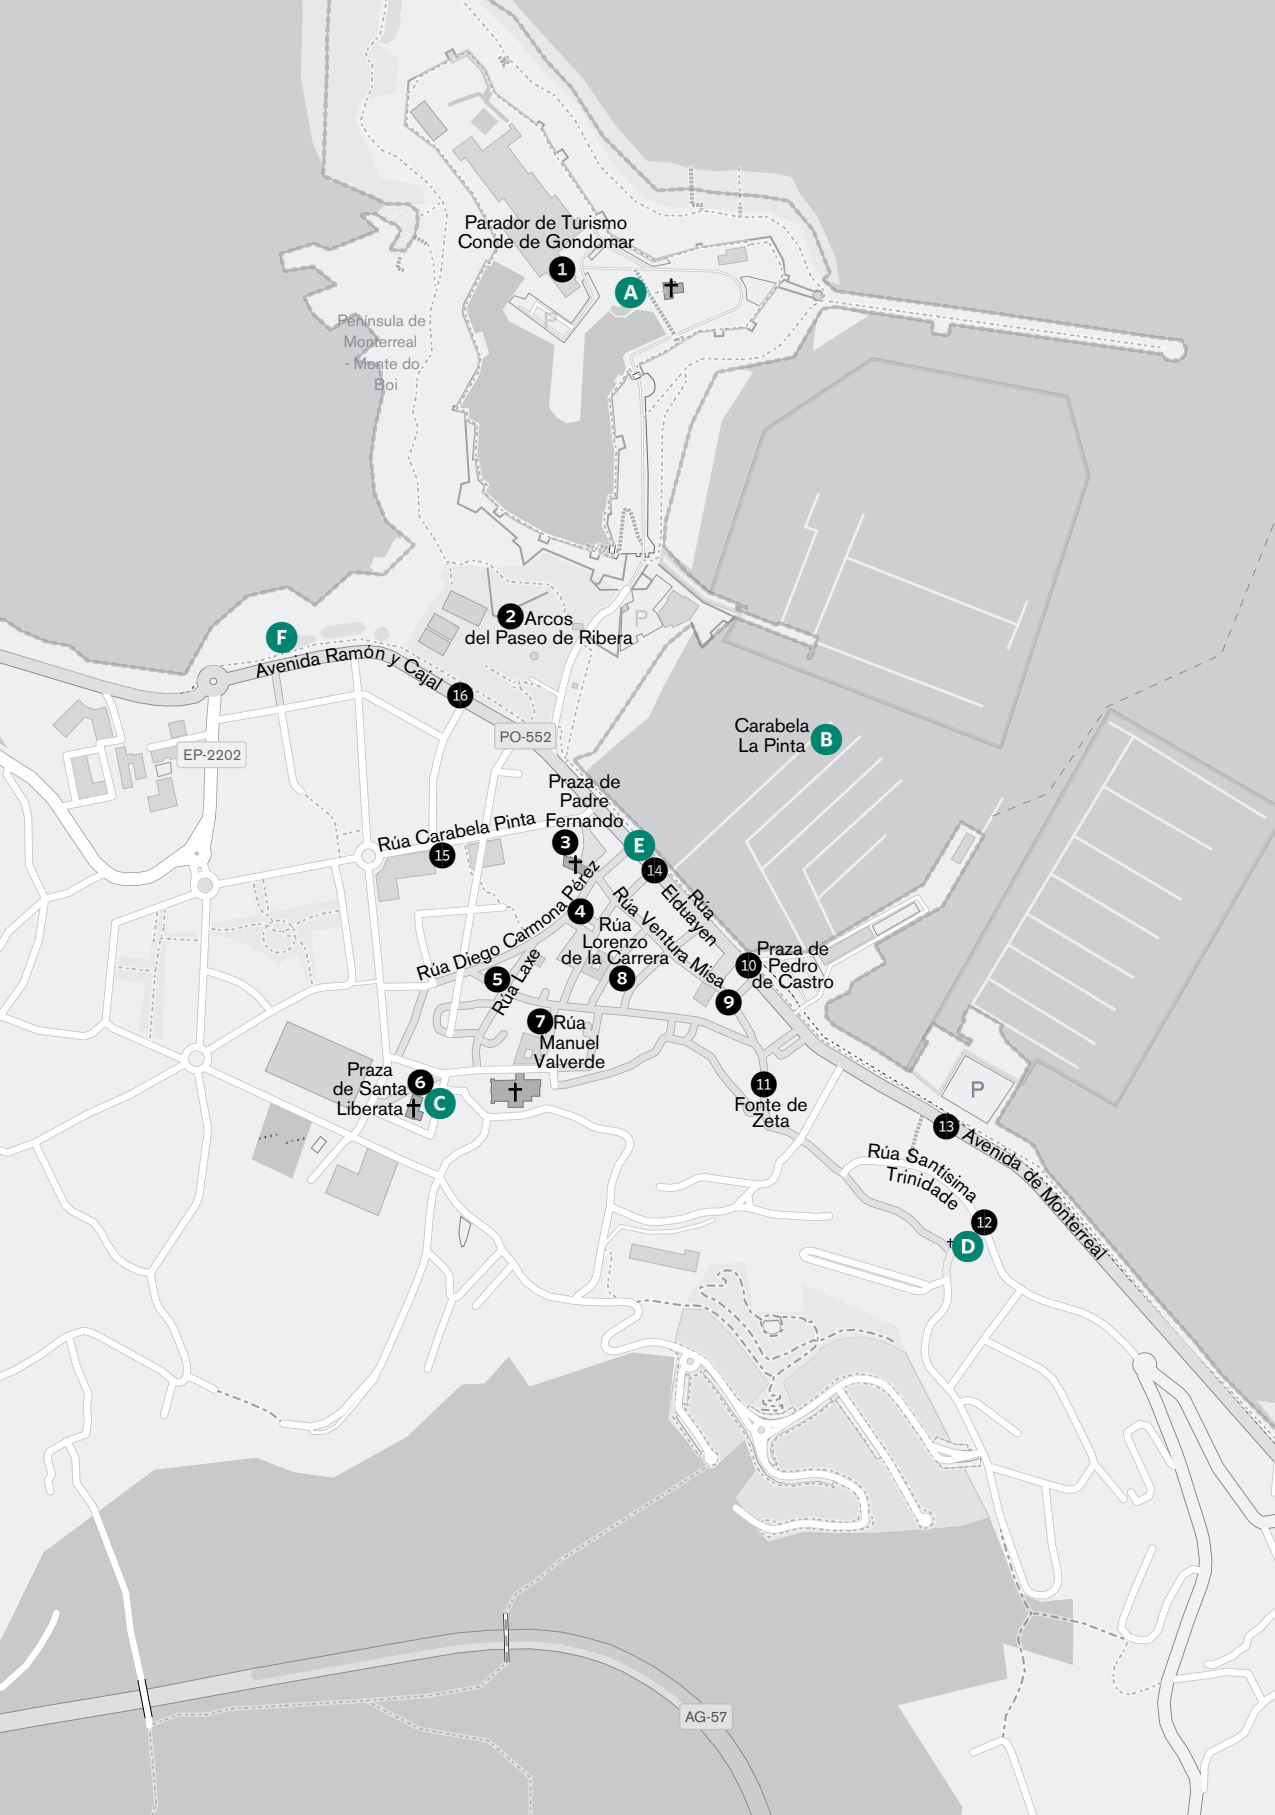 Parador de Turismo
Conde de Gondomar
1
A
P
Península de
Monterreal
- Monte do
Boi
2 Arcos
del Paseo de Ribera
P
F
Avenida Ramón y Cajal
16
PO-552
EP-2202
Carabela
La Pinta
B
Praza de
Padre
Fernando
3
Rúa Carabela Pinta
15
E
14
Rúa
Elduayen
Rúa Ventura Misa
Rúa Diego Carmona Pérez
4
Rúa
Lorenzo
de la Carrera
8
5
Rúa Laxe
10
Praza de
Pedro
de Castro
9
7 Rúa
Manuel
Valverde
Praza
de Santa
Liberata
6
C
11
Fonte de
Zeta
P
13
Avenida de Monterreal
Rúa Santísima
Trinidade
12
D
AG-57